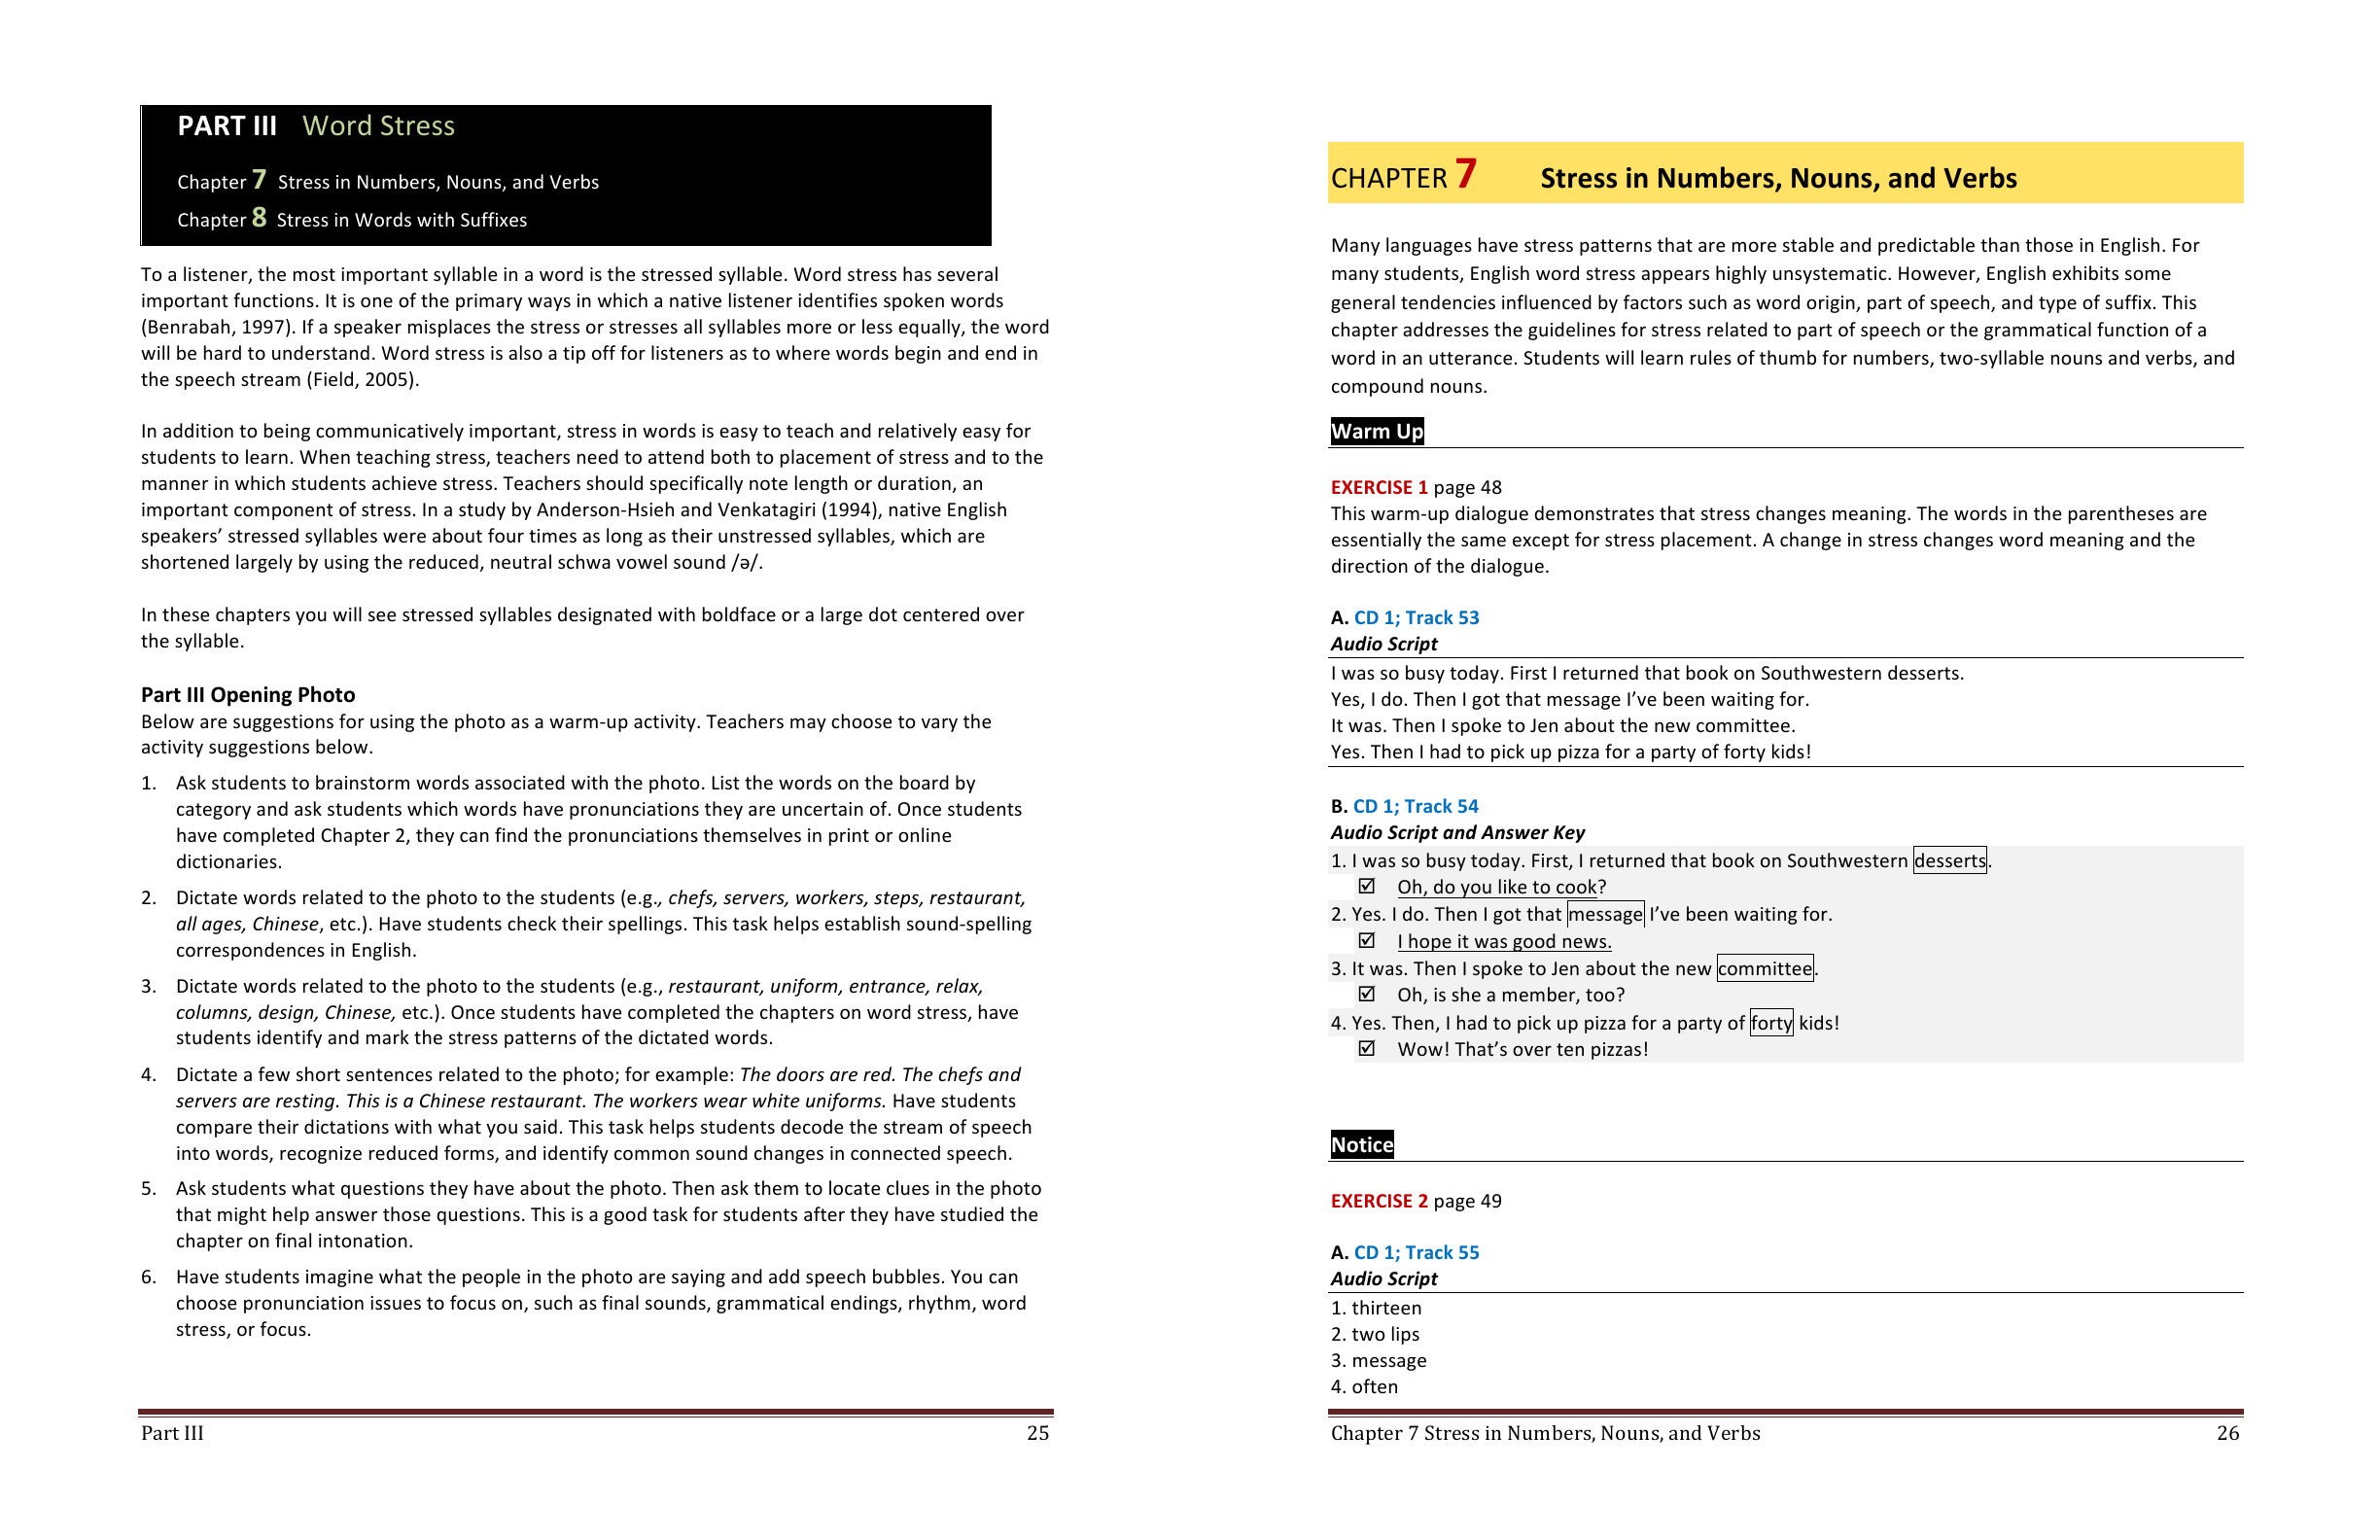 PART III Word Stress
Chapter 7 Stress in Numbers, Nouns, and Verbs
Chapter 8 Stress in Words with Suffixes
To a listener, the most important syllable in a word is the stressed syllable. Word stress has several
important functions. It is one of the primary ways in which a native listener identifies spoken words
(Benrabah, 1997). If a speaker misplaces the stress or stresses all syllables more or less equally, the word
will be hard to understand. Word stress is also a tip off for listeners as to where words begin and end in
the speech stream (Field, 2005).
In addition to being communicatively important, stress in words is easy to teach and relatively easy for
students to learn. When teaching stress, teachers need to attend both to placement of stress and to the
manner in which students achieve stress. Teachers should specifically note length or duration, an
important component of stress. In a study by Anderson-Hsieh and Venkatagiri (1994), native English
speakers’ stressed syllables were about four times as long as their unstressed syllables, which are
shortened largely by using the reduced, neutral schwa vowel sound /ə/.
In these chapters you will see stressed syllables designated with boldface or a large dot centered over
the syllable.
Part III Opening Photo
Below are suggestions for using the photo as a warm-up activity. Teachers may choose to vary the
activity suggestions below.
1. Ask students to brainstorm words associated with the photo. List the words on the board by
category and ask students which words have pronunciations they are uncertain of. Once students
have completed Chapter 2, they can find the pronunciations themselves in print or online
dictionaries.
2. Dictate words related to the photo to the students (e.g., chefs, servers, workers, steps, restaurant,
all ages, Chinese, etc.). Have students check their spellings. This task helps establish sound-spelling
correspondences in English.
3. Dictate words related to the photo to the students (e.g., restaurant, uniform, entrance, relax,
columns, design, Chinese, etc.). Once students have completed the chapters on word stress, have
students identify and mark the stress patterns of the dictated words.
4. Dictate a few short sentences related to the photo; for example: The doors are red. The chefs and
servers are resting. This is a Chinese restaurant. The workers wear white uniforms. Have students
compare their dictations with what you said. This task helps students decode the stream of speech
into words, recognize reduced forms, and identify common sound changes in connected speech.
5. Ask students what questions they have about the photo. Then ask them to locate clues in the photo
that might help answer those questions. This is a good task for students after they have studied the
chapter on final intonation.
6. Have students imagine what the people in the photo are saying and add speech bubbles. You can
choose pronunciation issues to focus on, such as final sounds, grammatical endings, rhythm, word
stress, or focus.
Part III 25
CHAPTER 7 Stress in Numbers, Nouns, and Verbs
Many languages have stress patterns that are more stable and predictable than those in English. For
many students, English word stress appears highly unsystematic. However, English exhibits some
general tendencies influenced by factors such as word origin, part of speech, and type of suffix. This
chapter addresses the guidelines for stress related to part of speech or the grammatical function of a
word in an utterance. Students will learn rules of thumb for numbers, two-syllable nouns and verbs, and
compound nouns.
Warm Up
EXERCISE 1 page 48
This warm-up dialogue demonstrates that stress changes meaning. The words in the parentheses are
essentially the same except for stress placement. A change in stress changes word meaning and the
direction of the dialogue.
A. CD 1; Track 53
Audio Script
I was so busy today. First I returned that book on Southwestern desserts.
Yes, I do. Then I got that message I’ve been waiting for.
It was. Then I spoke to Jen about the new committee.
Yes. Then I had to pick up pizza for a party of forty kids!
B. CD 1; Track 54
Audio Script and Answer Key
1. I was so busy today. First, I returned that book on Southwestern desserts.
☑ Oh, do you like to cook?
2. Yes. I do. Then I got that message I’ve been waiting for.
☑ I hope it was good news.
3. It was. Then I spoke to Jen about the new committee.
☑ Oh, is she a member, too?
4. Yes. Then, I had to pick up pizza for a party of forty kids!
☑ Wow! That’s over ten pizzas!
Notice
EXERCISE 2 page 49
A. CD 1; Track 55
Audio Script
1. thirteen
2. two lips
3. message
4. often
Chapter 7 Stress in Numbers, Nouns, and Verbs 26